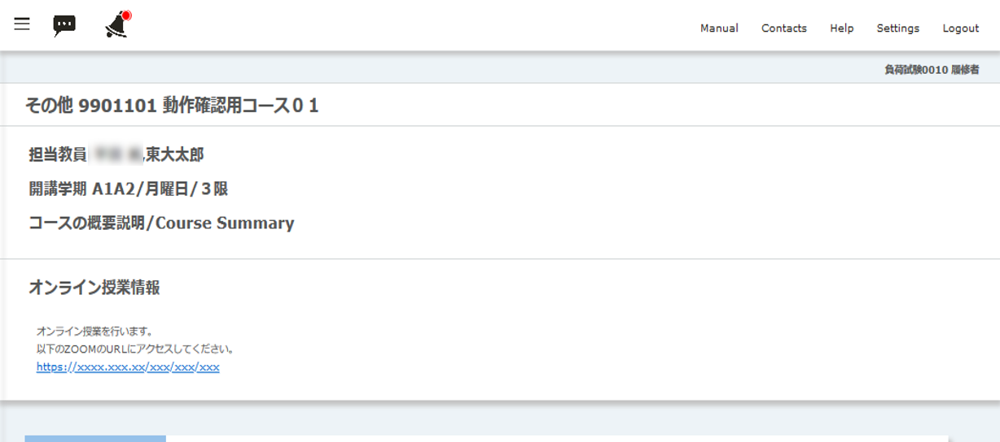 Manual Contacts Help Settings Logout
負荷試験0010 履修者
その他 9901101 動作確認用コース０１
担当教員 ,東大太郎
開講学期 A1A2/月曜日/３限
コースの概要説明/Course Summary
オンライン授業情報
オンライン授業を行います。
以下のZOOMのURLにアクセスしてください。
https://xxxx.xxx.xx/xxx/xxx/xxx